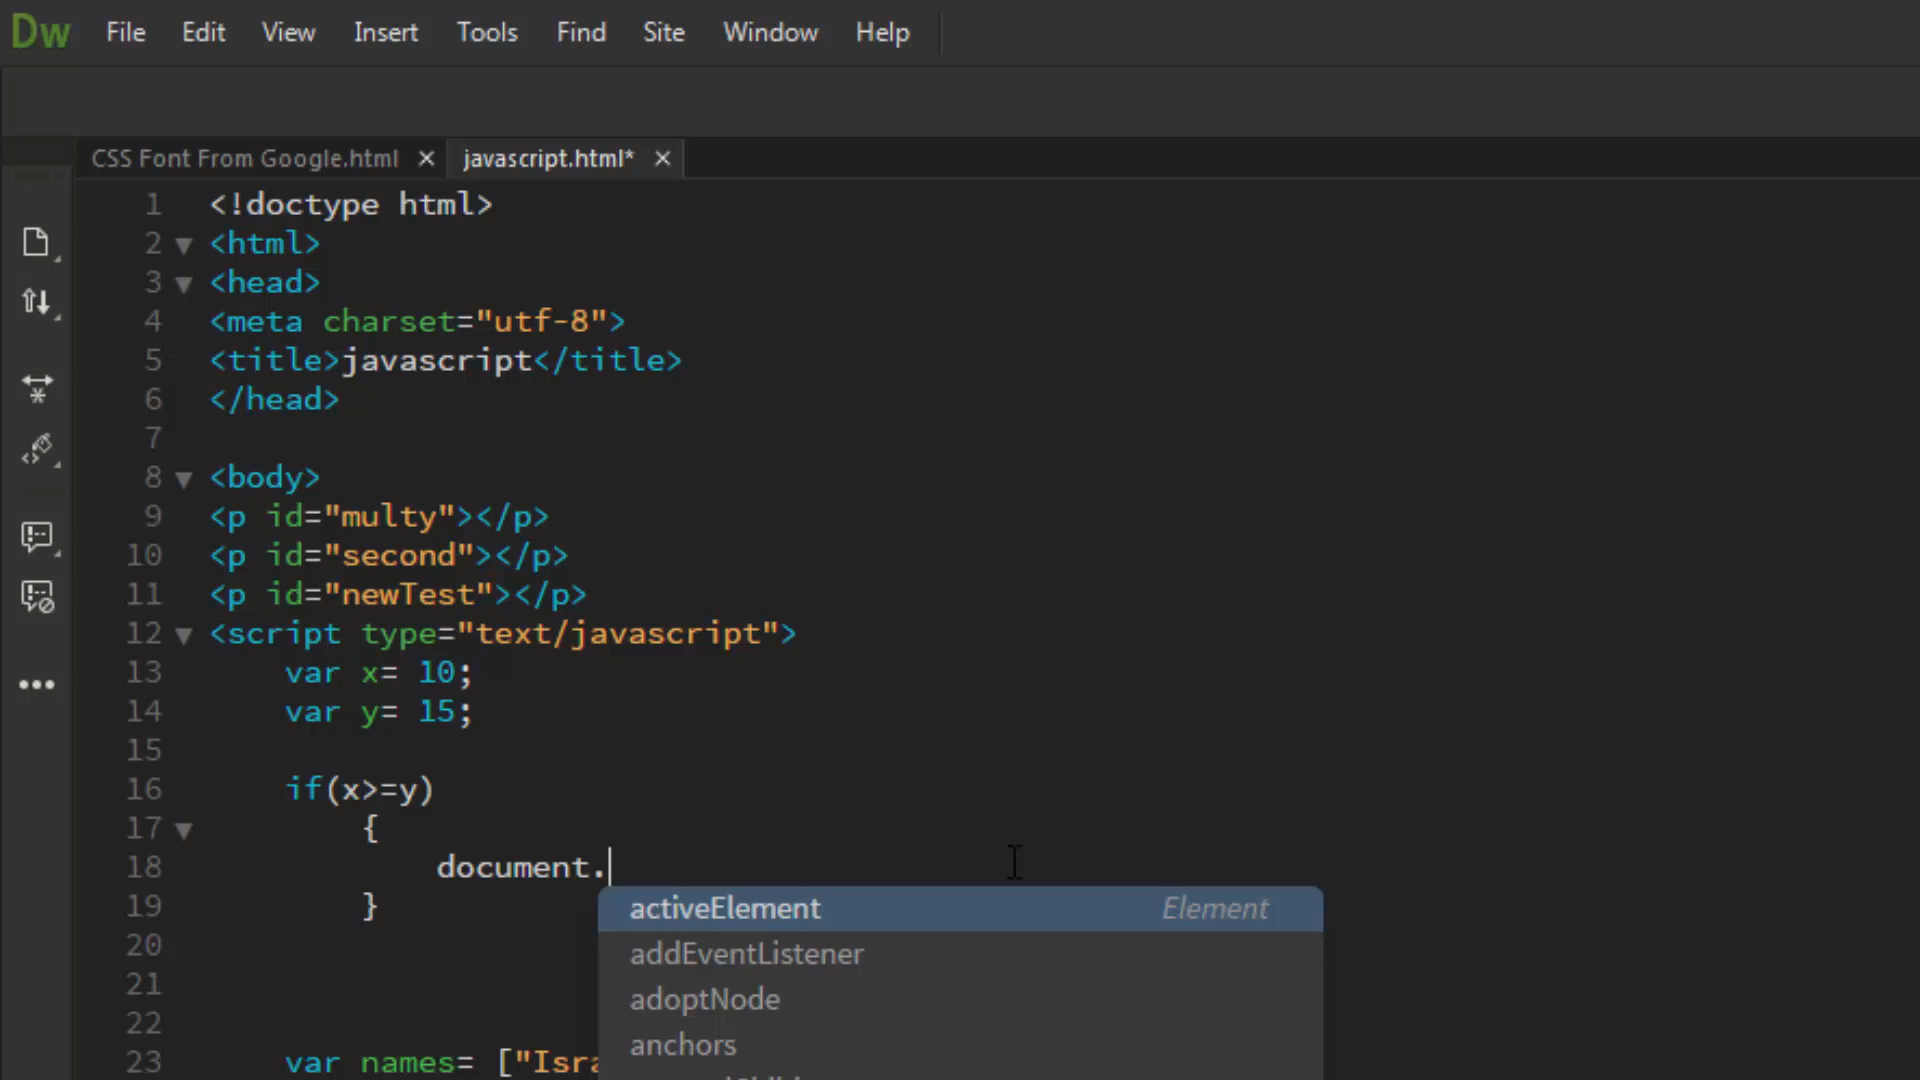 Dw File Edit View Insert Tools Find Site Window Help
CSS Font From Google.html × javascript.html* ×
1 <!doctype html>
2 ▼ <html>
3 ▼ <head>
4 <meta charset="utf-8">
5 <title>javascript</title>
6 </head>
7
8 ▼ <body>
9 <p id="multy"></p>
10 <p id="second"></p>
11 <p id="newTest"></p>
12 ▼ <script type="text/javascript">
13 var x= 10;
14 var y= 15;
15
16 if(x>=y)
17 ▼ {
18 document.
19 }
activeElement Element
20 addEventListener
21 adoptNode
22 anchors
23 var names= ["Isra